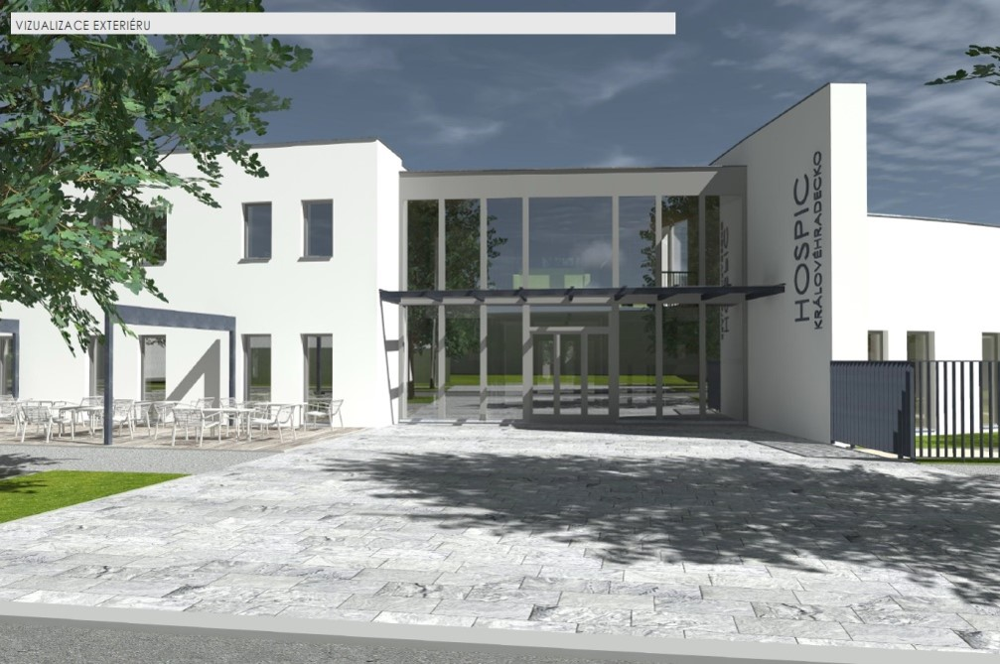 VIZUALIZACE EXTERIÉRU
HOSPIC
KRÁLOVÉHRADECKO